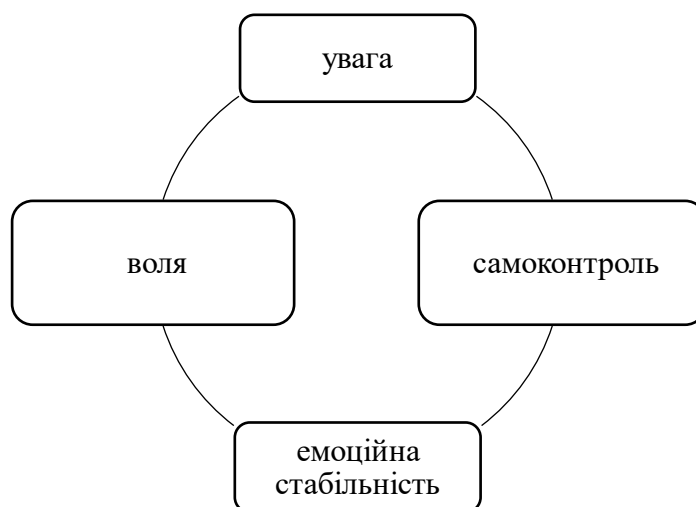 увага
воля
самоконтроль
емоційна
стабільність